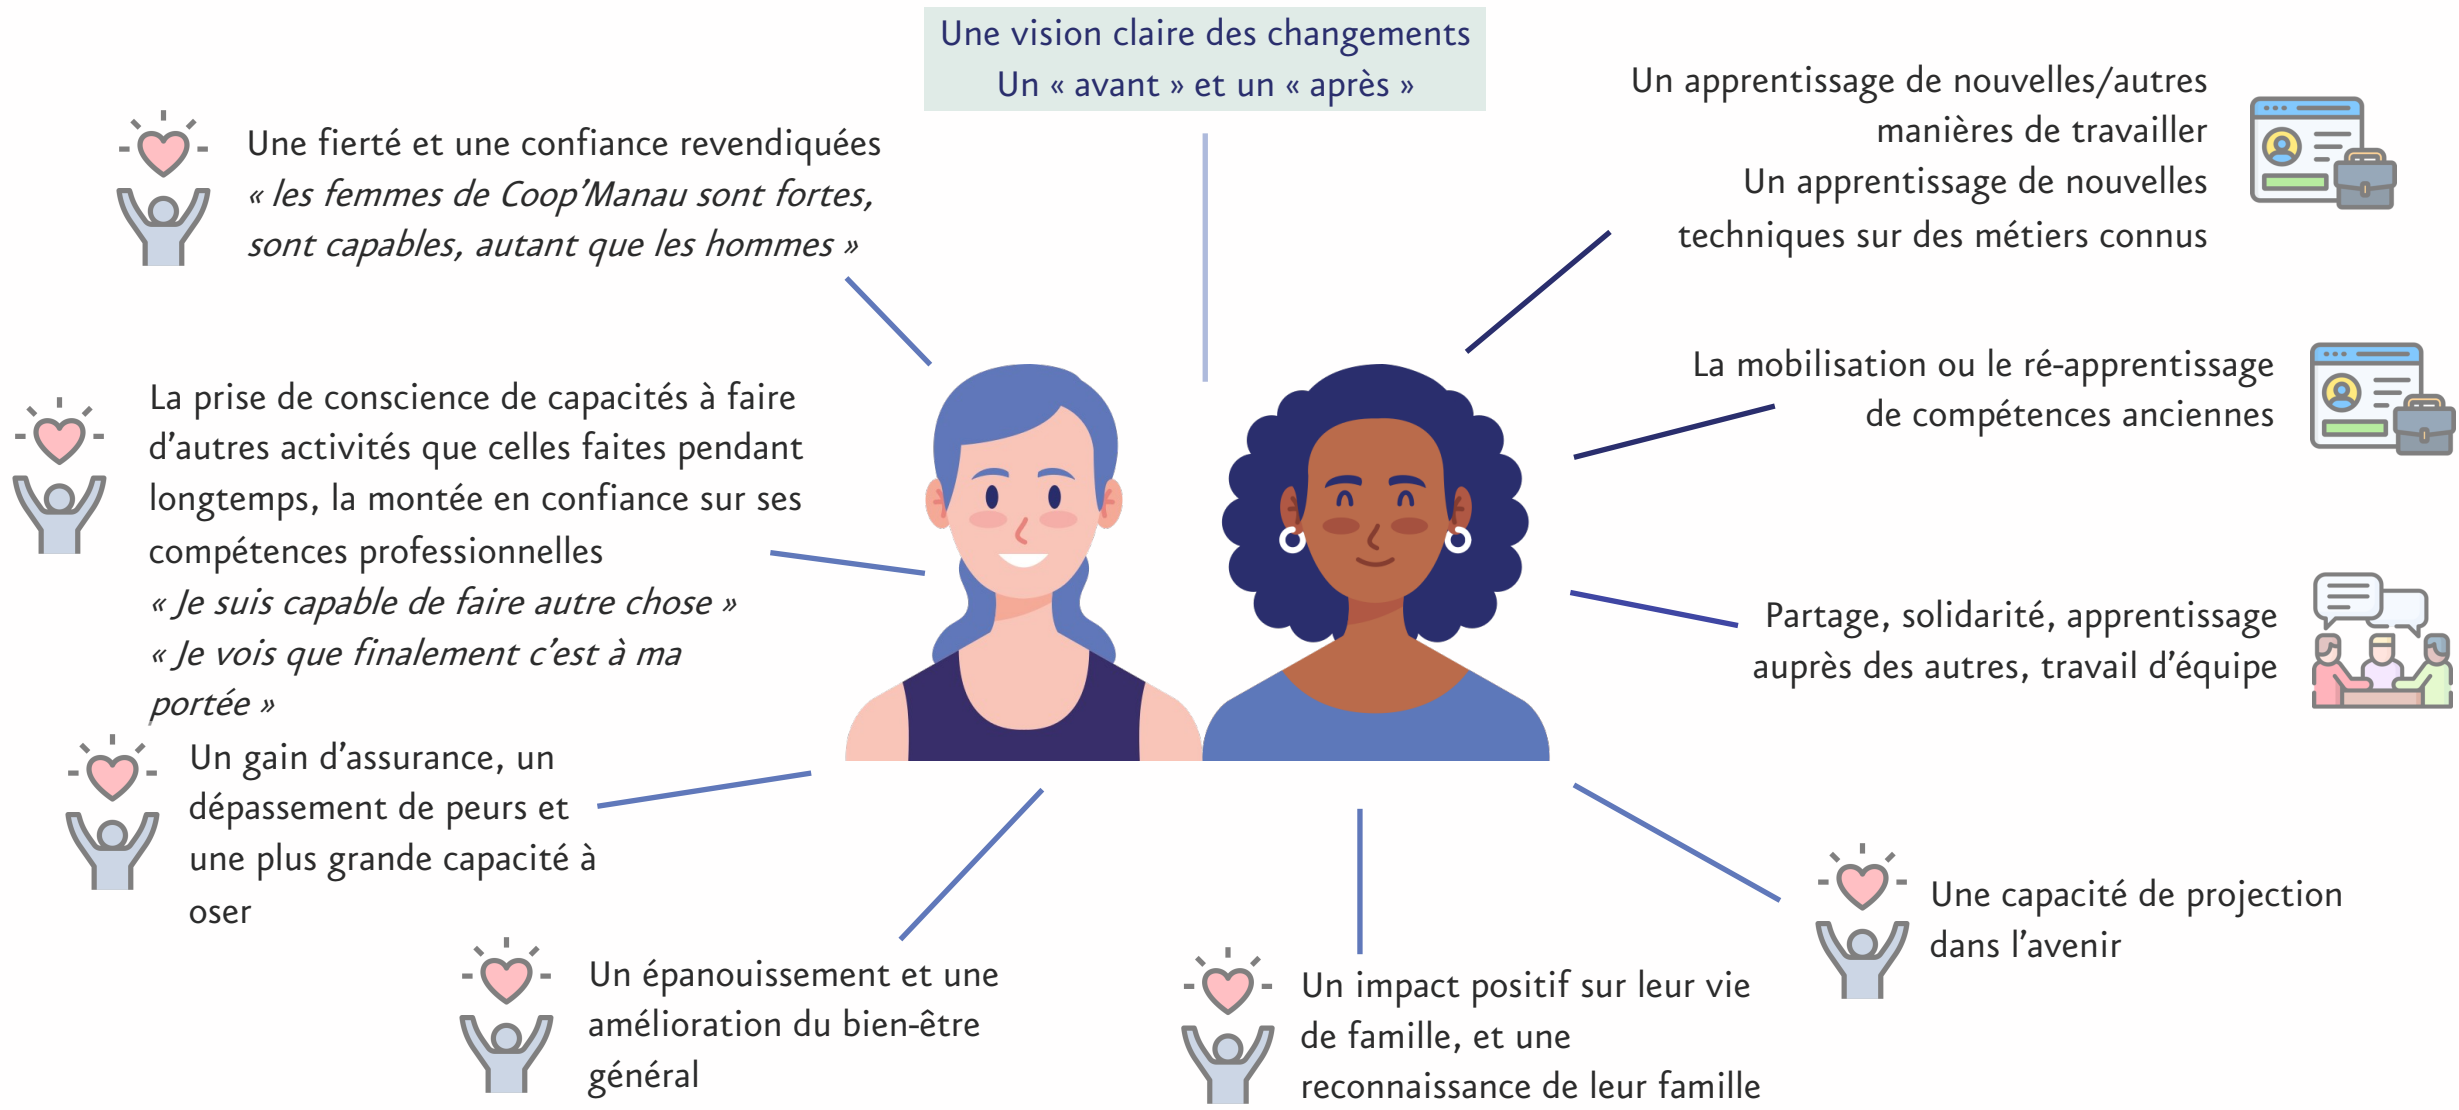 Une vision claire des changements
Un « avant » et un « après »
Une fierté et une confiance revendiquées
« les femmes de Coop’Manau sont fortes,
sont capables, autant que les hommes »
La prise de conscience de capacités à faire
d’autres activités que celles faites pendant
longtemps, la montée en confiance sur ses
compétences professionnelles
« Je suis capable de faire autre chose »
« Je vois que finalement c’est à ma
portée »
Un gain d’assurance, un
dépassement de peurs et
une plus grande capacité à
oser
Un épanouissement et une
amélioration du bien-être
général
Un impact positif sur leur vie
de famille, et une
reconnaissance de leur famille
Une capacité de projection
dans l’avenir
Partage, solidarité, apprentissage
auprès des autres, travail d’équipe
La mobilisation ou le ré-apprentissage
de compétences anciennes
Un apprentissage de nouvelles/autres
manières de travailler
Un apprentissage de nouvelles
techniques sur des métiers connus